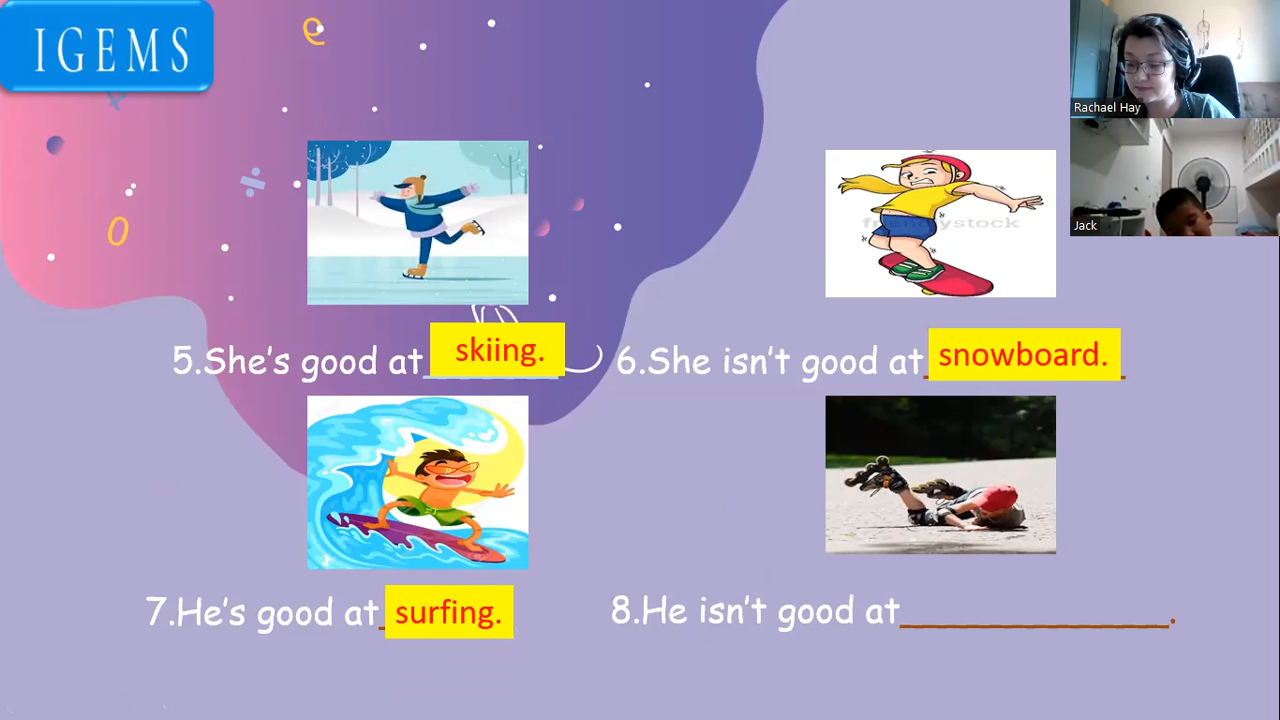 IGEMS
Rachael Hay
Jack
5.She's good at skiing.
6.She isn't good at snowboard.
7.He's good at surfing.
8.He isn't good at ______________.